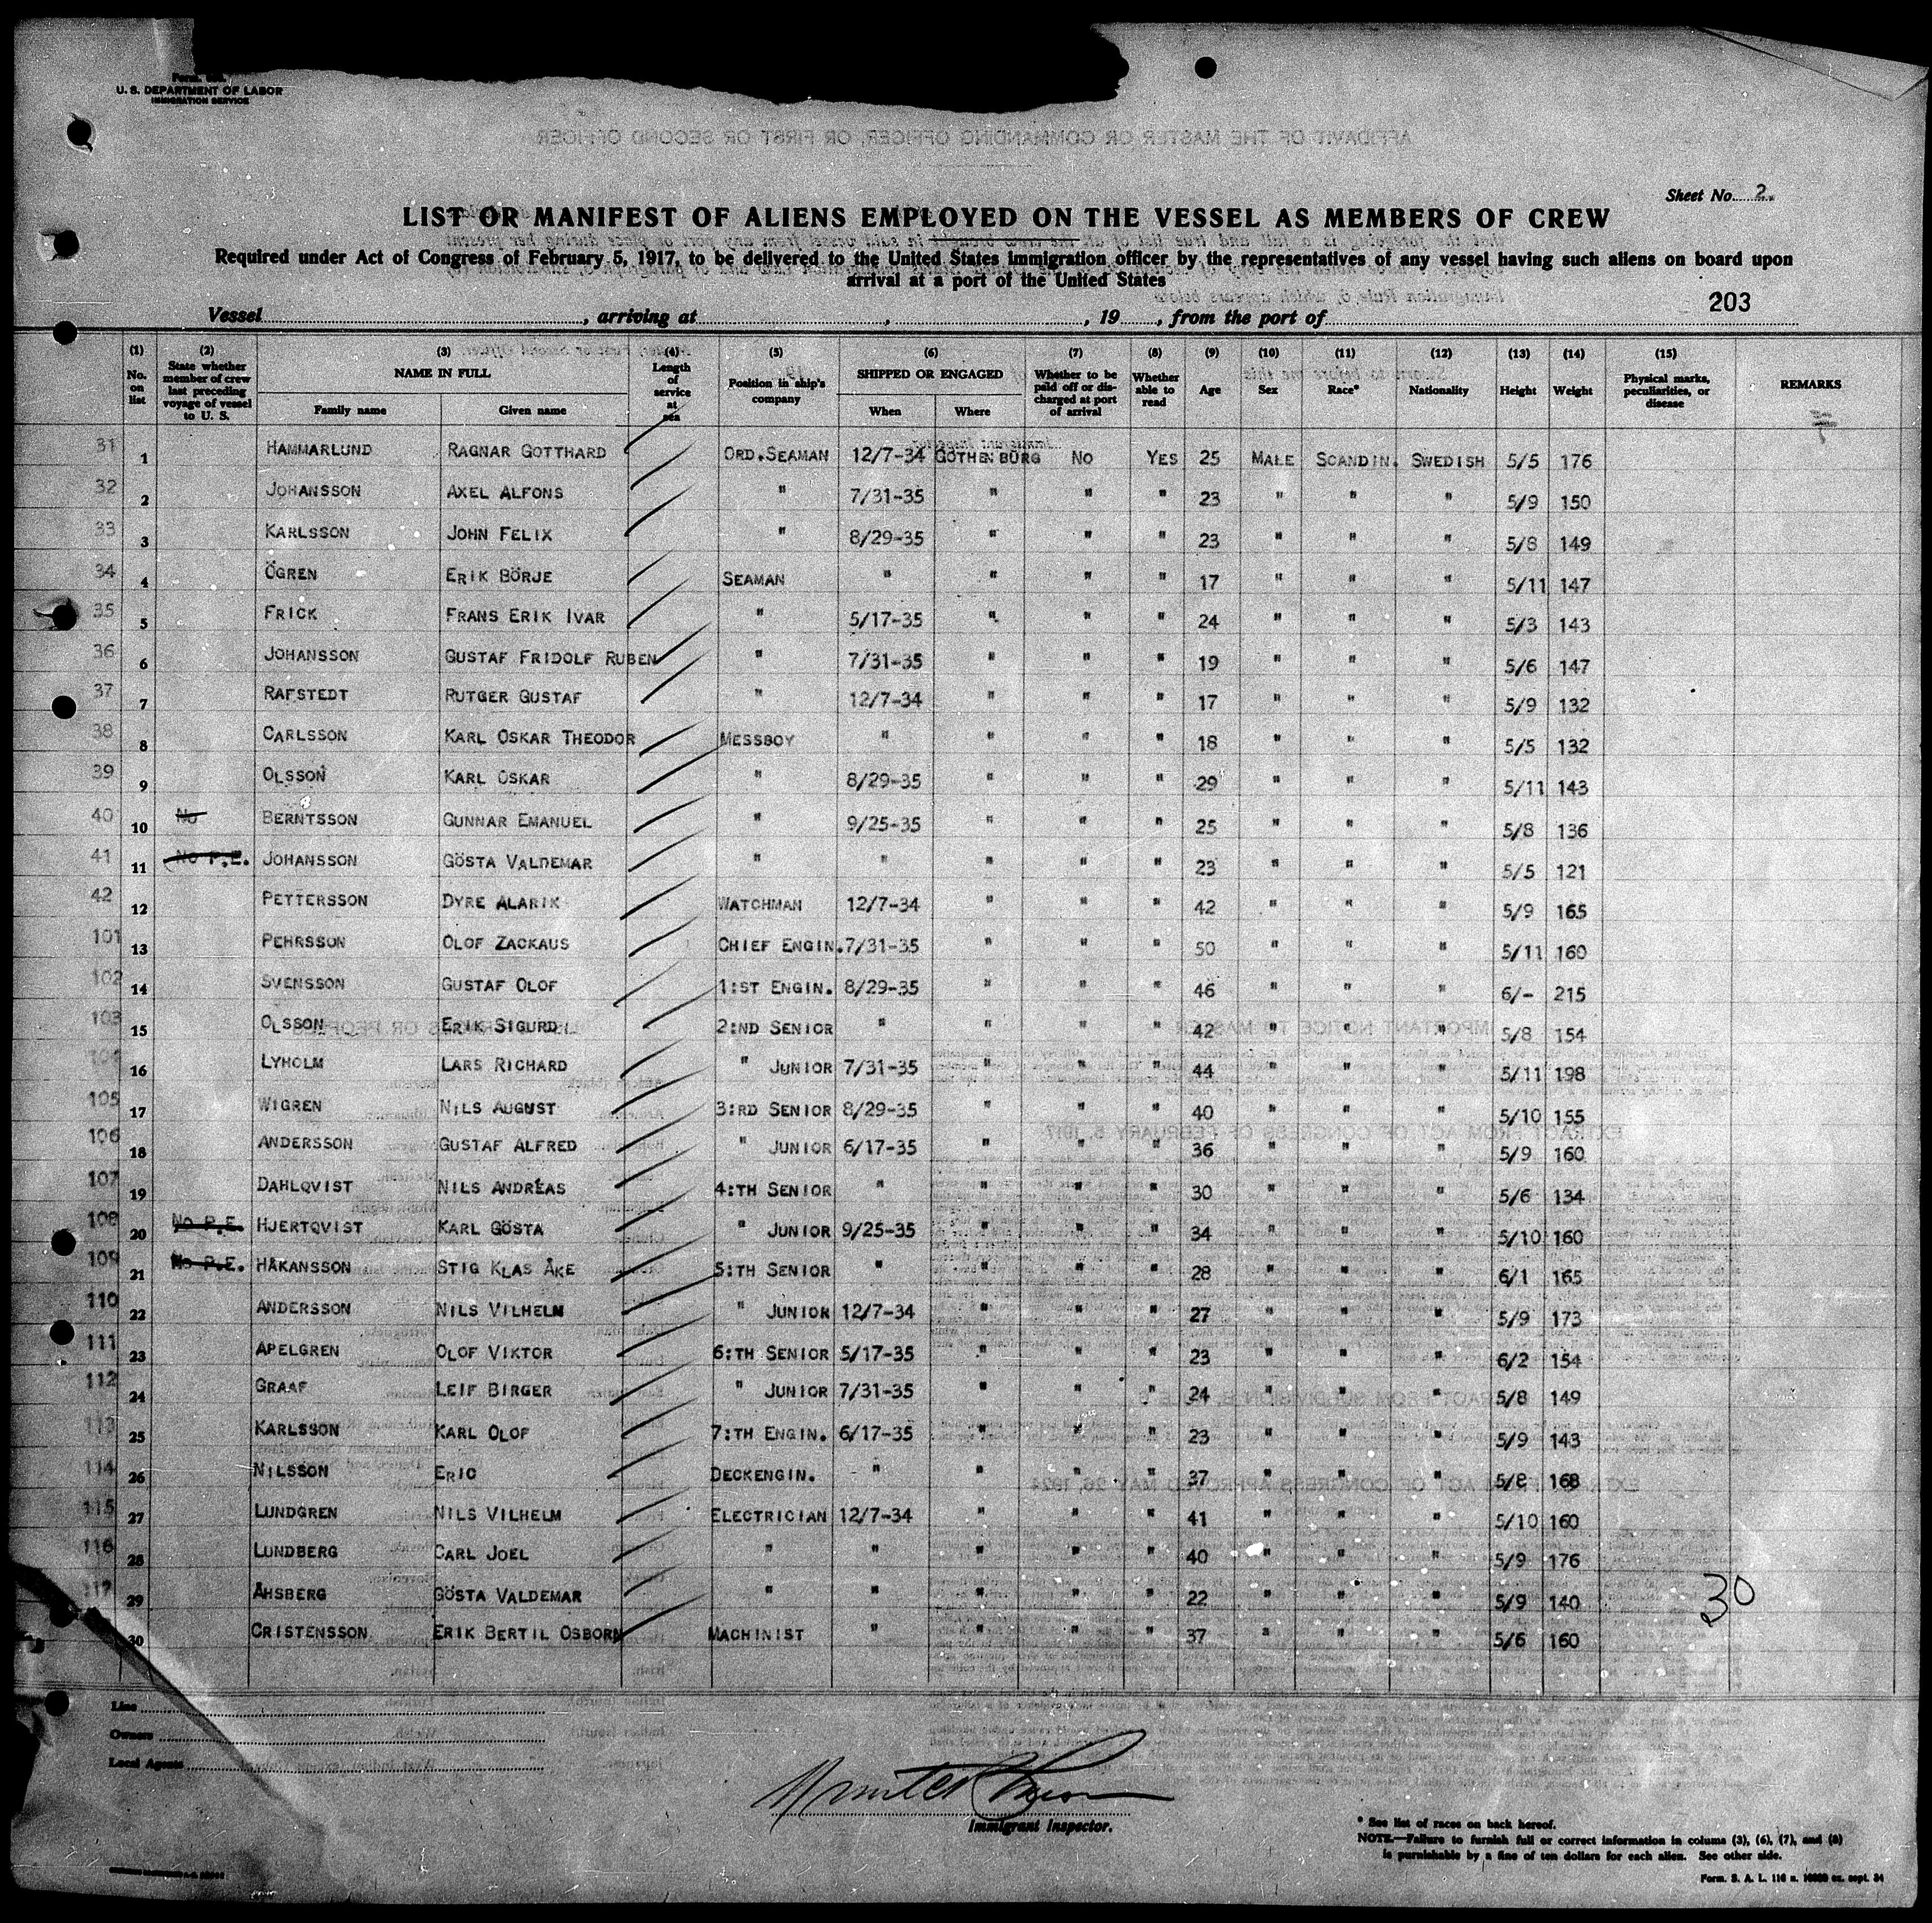 U. S. DEPARTMENT OF LABOR
IMMIGRATION SERVICE
Sheet No. 2.
LIST OR MANIFEST OF ALIENS EMPLOYED ON THE VESSEL AS MEMBERS OF CREW
Required under Act of Congress of February 5, 1917, to be delivered to the United States immigration officer by the representatives of any vessel having such aliens on board upon
arrival at a port of the United States
203
Vessel , arriving at , , 19 , from the port of
(1) No. on list (2) State whether member of crew last preceding voyage of vessel to U. S. (3) NAME IN FULL Family name Given name (4) Length of service at sea (5) Position in ship's company (6) SHIPPED OR ENGAGED When Where (7) Whether to be paid off or discharged at port of arrival (8) Whether able to read (9) Age (10) Sex (11) Race* (12) Nationality (13) Height (14) Weight (15) Physical marks, peculiarities, or disease REMARKS
31 1 HAMMARLUND RAGNAR GOTTHARD ORD.SEAMAN 12/7-34 GOTHENBURG NO YES 25 MALE SCANDIN. SWEDISH 5/5 176
32 2 JOHANSSON AXEL ALFONS " 7/31-35 " " " 23 " " " 5/9 150
33 3 KARLSSON JOHN FELIX " 8/29-35 " " " 23 " " " 5/8 149
34 4 ÖGREN ERIK BÖRJE SEAMAN " " " " 17 " " " 5/11 147
35 5 FRICK FRANS ERIK IVAR " 5/17-35 " " " 24 " " " 5/3 143
36 6 JOHANSSON GUSTAF FRIDOLF RUBEN " 7/31-35 " " " 19 " " " 5/6 147
37 7 RAFSTEDT RUTGER GUSTAF " 12/7-34 " " " 17 " " " 5/9 132
38 8 CARLSSON KARL OSKAR THEODOR MESSBOY " " " " 18 " " " 5/5 132
39 9 OLSSON KARL OSKAR " 8/29-35 " " " 29 " " " 5/11 143
40 10 No BERNTSSON GUNNAR EMANUEL " 9/25-35 " " " 25 " " " 5/8 136
41 11 No P.E. JOHANSSON GÖSTA VALDEMAR " " " " " 23 " " " 5/5 121
42 12 PETTERSSON DYRE ALARIK WATCHMAN 12/7-34 " " " 42 " " " 5/9 165
101 13 PEHRSSON OLOF ZACKAUS CHIEF ENGIN. 7/31-35 " " " 50 " " " 5/11 160
102 14 SVENSSON GUSTAF OLOF 1:ST ENGIN. 8/29-35 " " " 46 " " " 6/- 215
103 15 OLSSON ERIK SIGURD 2:ND SENIOR " " " " 42 " " " 5/8 154
16 LYHOLM LARS RICHARD " JUNIOR 7/31-35 " " " 44 " " " 5/11 198
105 17 WIGREN NILS AUGUST 3:RD SENIOR 8/29-35 " " " 40 " " " 5/10 155
106 18 ANDERSSON GUSTAF ALFRED " JUNIOR 6/17-35 " " " 36 " " " 5/9 160
107 19 DAHLQVIST NILS ANDRÉAS 4:TH SENIOR " " " " 30 " " " 5/6 134
108 20 No P.E. HJERTQVIST KARL GÖSTA " JUNIOR 9/25-35 " " " 34 " " " 5/10 160
109 21 No P.E. HÅKANSSON STIG KLAS ÅKE 5:TH SENIOR " " " " 28 " " " 6/1 165
110 22 ANDERSSON NILS VILHELM " JUNIOR 12/7-34 " " " 27 " " " 5/9 173
111 23 APELGREN OLOF VIKTOR 6:TH SENIOR 5/17-35 " " " 23 " " " 6/2 154
112 24 GRAAF LEIF BIRGER " JUNIOR 7/31-35 " " " 24 " " " 5/8 149
113 25 KARLSSON KARL OLOF 7:TH ENGIN. 6/17-35 " " " 23 " " " 5/9 143
114 26 NILSSON ERIC DECKENGIN. " " " " 37 " " " 5/8 168
115 27 LUNDGREN NILS VILHELM ELECTRICIAN 12/7-34 " " " 41 " " " 5/10 160
116 28 LUNDBERG CARL JOEL " " " " " 40 " " " 5/9 176
117 29 ÅHSBERG GÖSTA VALDEMAR " " " " " 22 " " " 5/9 140
30 CRISTENSSON ERIK BERTIL OSBORN MACHINIST " " " " 37 " " " 5/6 160
30
Line
Owners
Local Agents
Immigrant Inspector.
* See list of races on back hereof.
NOTE.—Failure to furnish full or correct information in colums (3), (6), (7), and (8)
is purnishable by a fine of ten dollars for each alien. See other side.
Form. S. A. L. 116 ex. sept. 34